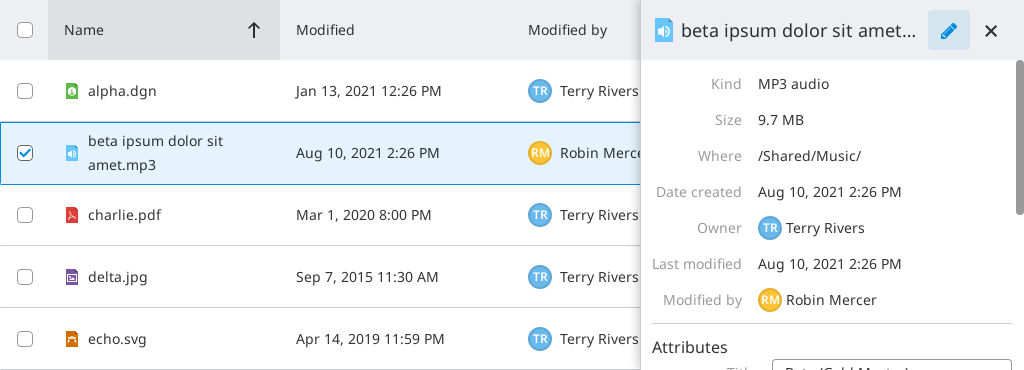 Name
Modified
Modified by
alpha.dgn
Jan 13, 2021 12:26 PM
TR Terry Rivers
beta ipsum dolor sit
amet.mp3
Aug 10, 2021 2:26 PM
RM Robin Merce
charlie.pdf
Mar 1, 2020 8:00 PM
TR Terry Rivers
delta.jpg
Sep 7, 2015 11:30 AM
TR Terry Rivers
echo.svg
Apr 14, 2019 11:59 PM
TR Terry Rivers
beta ipsum dolor sit amet...
Kind MP3 audio
Size 9.7 MB
Where /Shared/Music/
Date created Aug 10, 2021 2:26 PM
Owner TR Terry Rivers
Last modified Aug 10, 2021 2:26 PM
Modified by RM Robin Mercer
Attributes